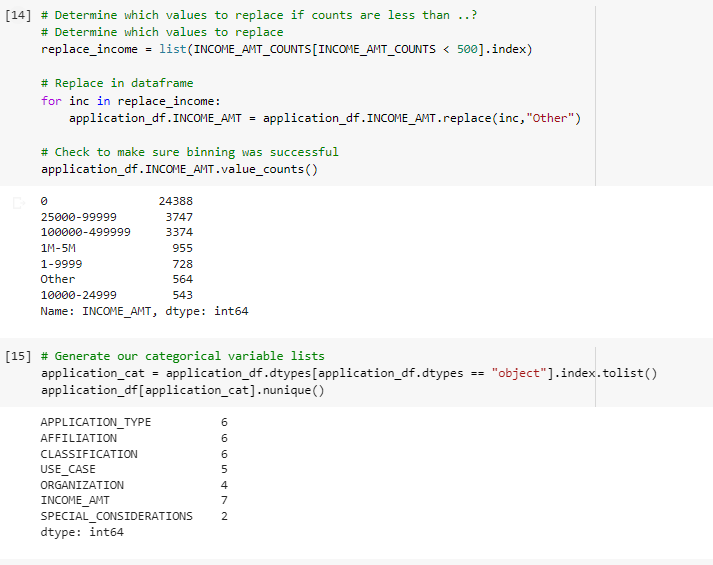 [14] # Determine which values to replace if counts are less than ..?
# Determine which values to replace
replace_income = list(INCOME_AMT_COUNTS[INCOME_AMT_COUNTS < 500].index)
# Replace in dataframe
for inc in replace_income:
    application_df.INCOME_AMT = application_df.INCOME_AMT.replace(inc,"Other")
# Check to make sure binning was successful
application_df.INCOME_AMT.value_counts()
0 24388
25000-99999 3747
100000-499999 3374
1M-5M 955
1-9999 728
Other 564
10000-24999 543
Name: INCOME_AMT, dtype: int64
[15] # Generate our categorical variable lists
application_cat = application_df.dtypes[application_df.dtypes == "object"].index.tolist()
application_df[application_cat].nunique()
APPLICATION_TYPE 6
AFFILIATION 6
CLASSIFICATION 6
USE_CASE 5
ORGANIZATION 4
INCOME_AMT 7
SPECIAL_CONSIDERATIONS 2
dtype: int64